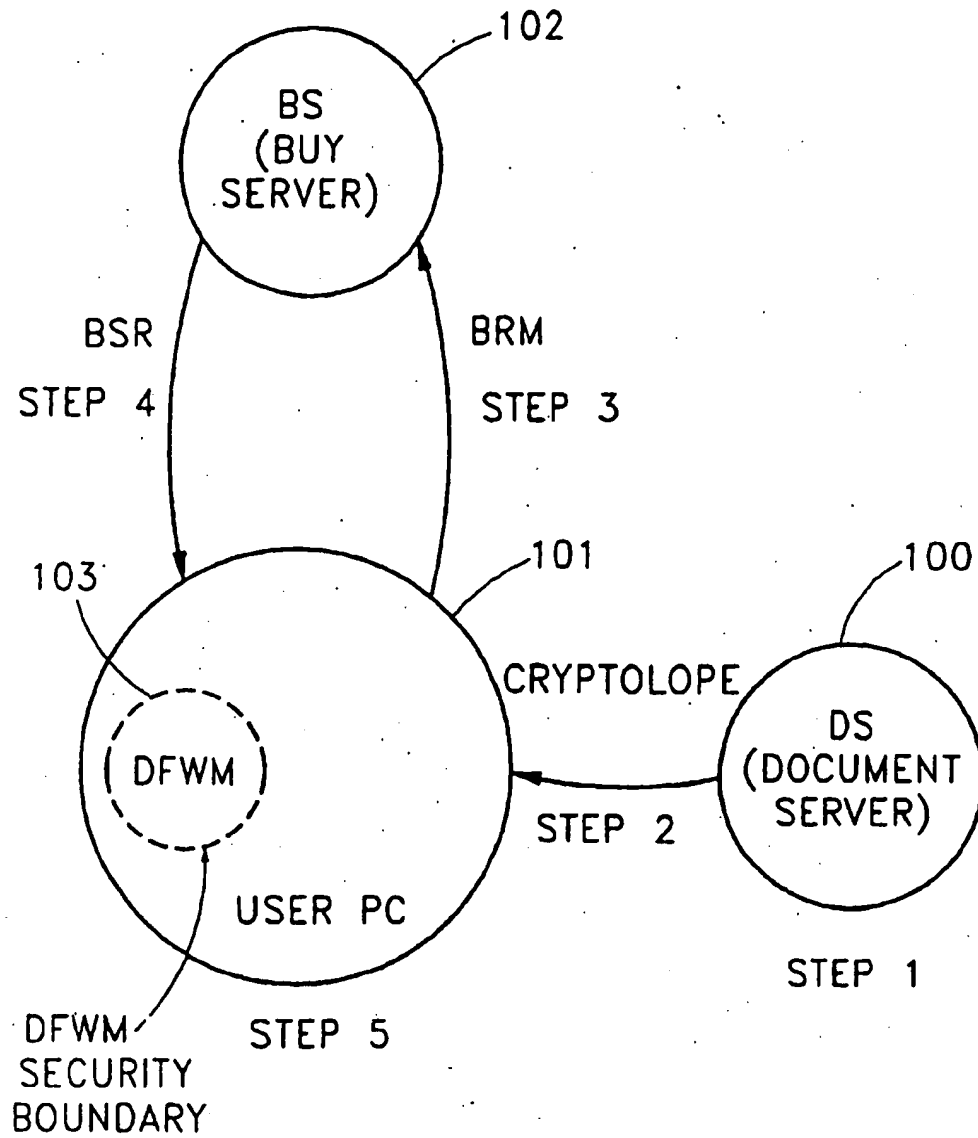 102
BS
(BUY
SERVER)
BSR
BRM
STEP 4
STEP 3
103
101
100
CRYPTOLOPE
DS
(DOCUMENT
SERVER)
DFWM
STEP 2
USER PC
STEP 1
DFWM
SECURITY
BOUNDARY
STEP 5